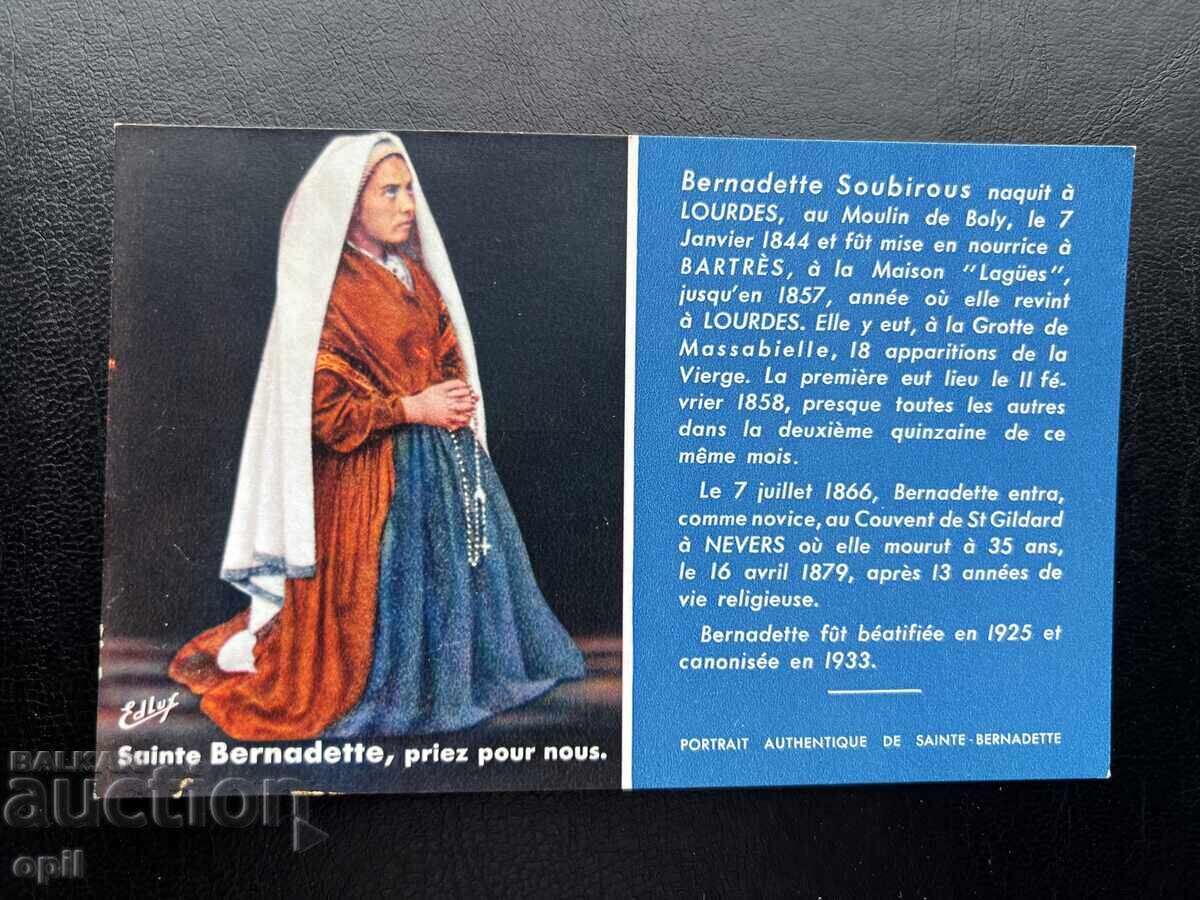 Edluf
Sainte Bernadette, priez pour nous.
Bernadette Soubirous naquit à
LOURDES, au Moulin de Boly, le 7
Janvier 1844 et fût mise en nourrice à
BARTRÈS, à la Maison "Lagües",
jusqu'en 1857, année où elle revint
à LOURDES. Elle y eut, à la Grotte de
Massabielle, 18 apparitions de la
Vierge. La première eut lieu le 11 fé-
vrier 1858, presque toutes les autres
dans la deuxième quinzaine de ce
même mois.
Le 7 juillet 1866, Bernadette entra,
comme novice, au Couvent de St Gildard
à NEVERS où elle mourut à 35 ans,
le 16 avril 1879, après 13 années de
vie religieuse.
Bernadette fût béatifiée en 1925 et
canonisée en 1933.
PORTRAIT AUTHENTIQUE DE SAINTE-BERNADETTE
BALKAN
auction
opil